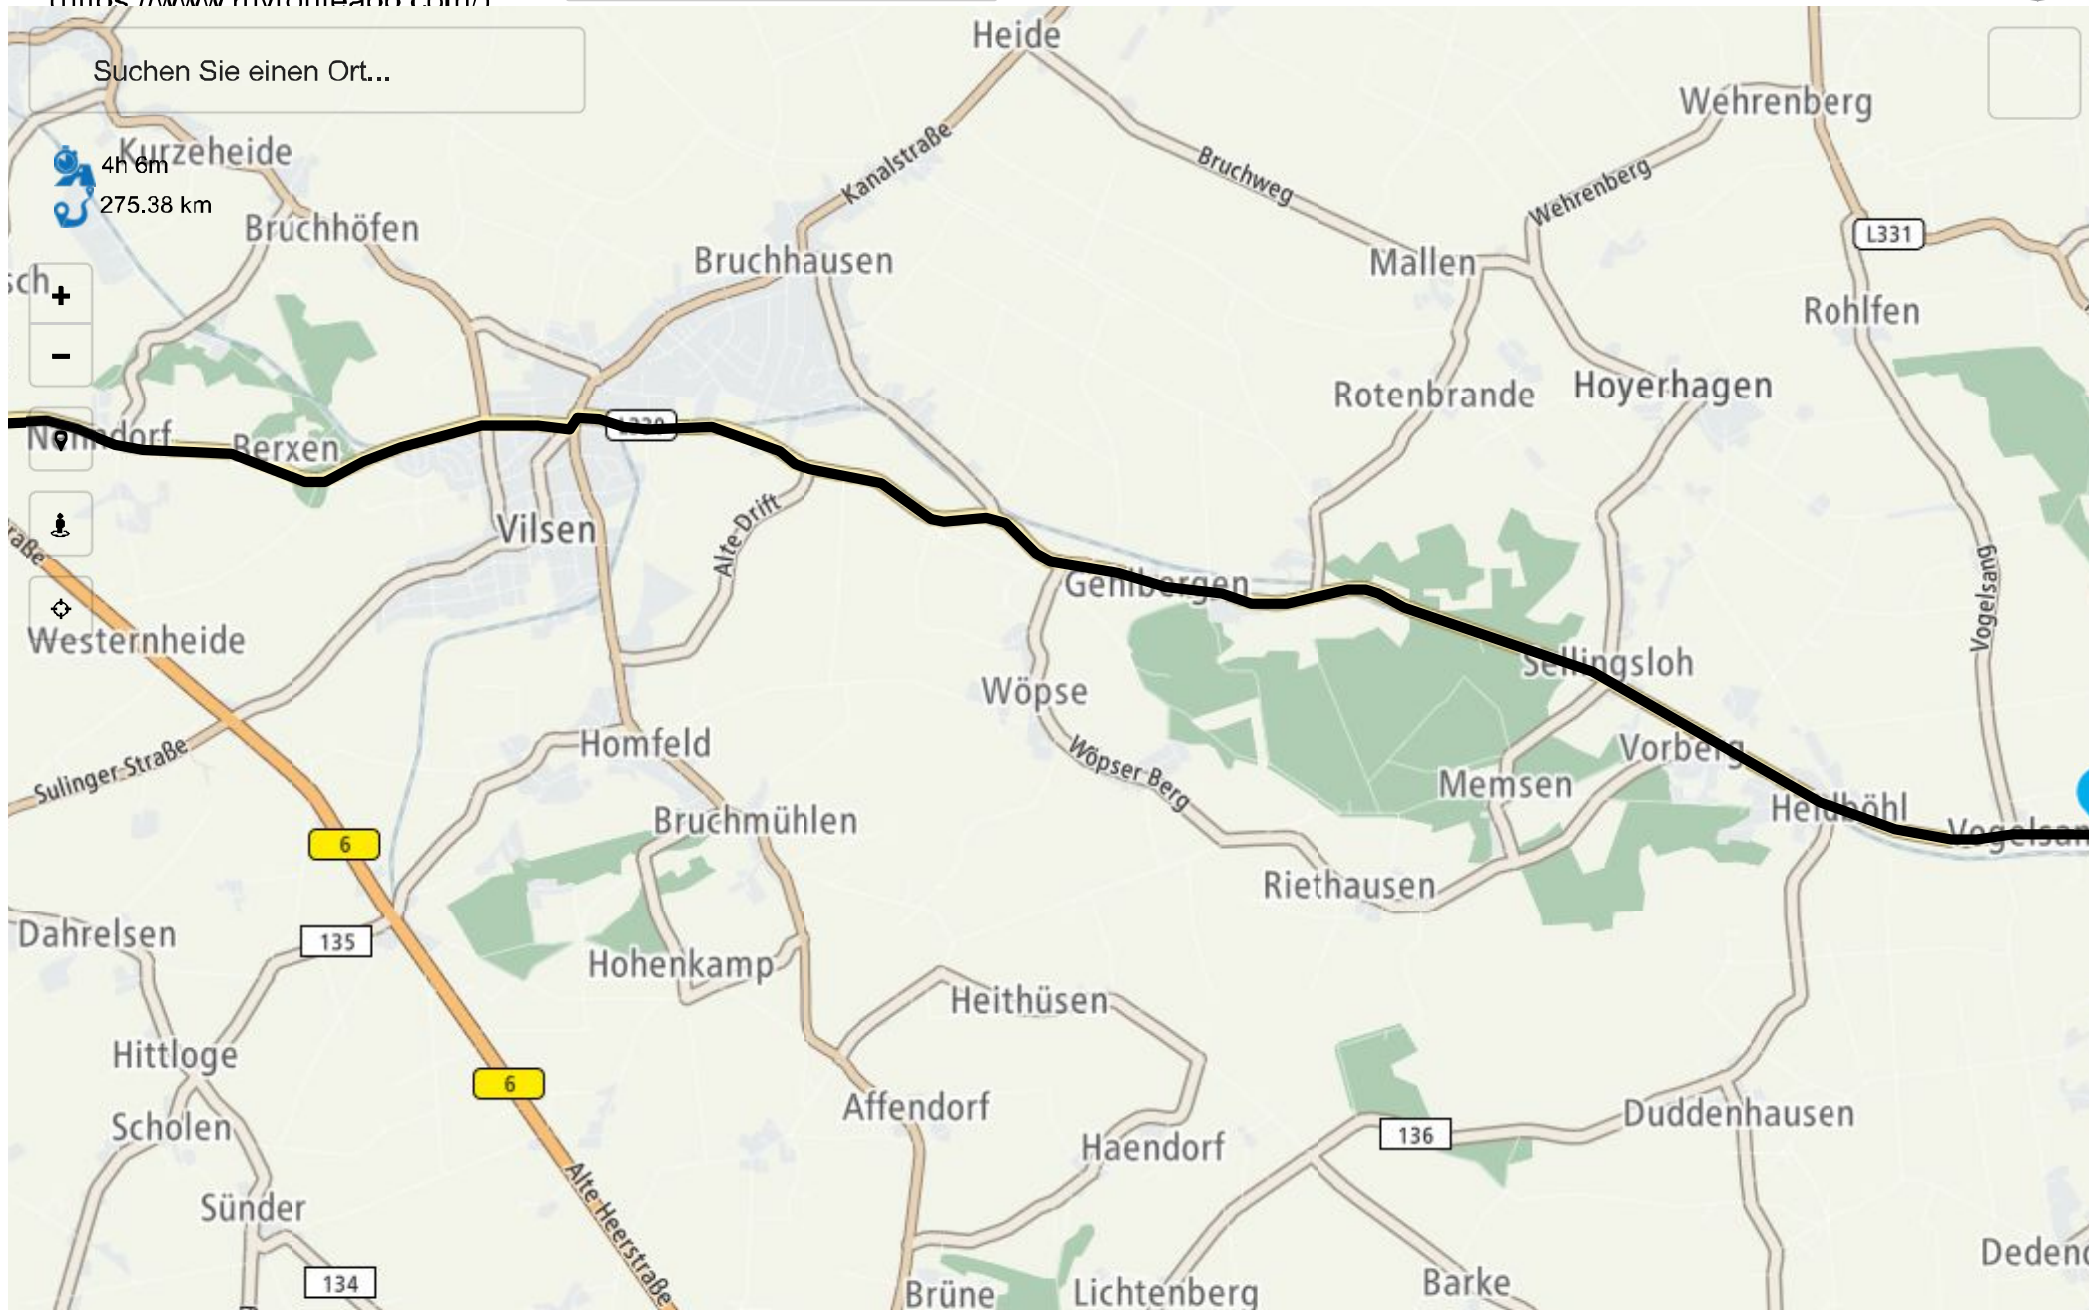 Heide
Suchen Sie einen Ort...
Wehrenberg
Kurzeheide
4h 6m
Kanalstraße
Bruchweg
Wehrenberg
275.38 km
Bruchhöfen
L331
Bruchhausen
Mallen
+
Rohlfen
−
Rotenbrande
Hoyerhagen
Berxen
Vilsen
Alte Drift
Gehlbergen
Vogelsang
Westernheide
Sellingsloh
Wöpse
Homfeld
Vorberg
Sulinger Straße
Wöpser Berg
Memsen
Heidböhl
Bruchmühlen
6
Riethausen
Dahrelsen
135
Hohenkamp
Heithüsen
Hittloge
6
Affendorf
Duddenhausen
Scholen
136
Haendorf
Sünder
Alte Heerstraße
134
Brüne
Lichtenberg
Barke